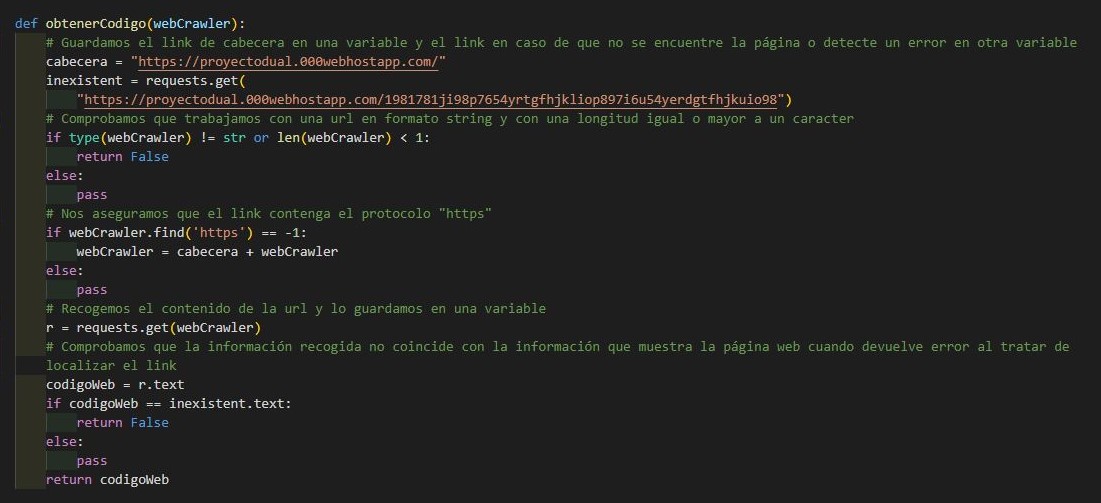 def obtenerCodigo(webCrawler):
# Guardamos el link de cabecera en una variable y el link en caso de que no se encuentre la página o detecte un error en otra variable
cabecera = "https://proyectodual.000webhostapp.com/"
inexistent = requests.get(
"https://proyectodual.000webhostapp.com/1981781ji98p7654yrtgfhjkliop897i6u54yerdgtfhjkuio98")
# Comprobamos que trabajamos con una url en formato string y con una longitud igual o mayor a un caracter
if type(webCrawler) != str or len(webCrawler) < 1:
return False
else:
pass
# Nos aseguramos que el link contenga el protocolo "https"
if webCrawler.find('https') == -1:
webCrawler = cabecera + webCrawler
else:
pass
# Recogemos el contenido de la url y lo guardamos en una variable
r = requests.get(webCrawler)
# Comprobamos que la información recogida no coincide con la información que muestra la página web cuando devuelve error al tratar de
localizar el link
codigoWeb = r.text
if codigoWeb == inexistent.text:
return False
else:
pass
return codigoWeb